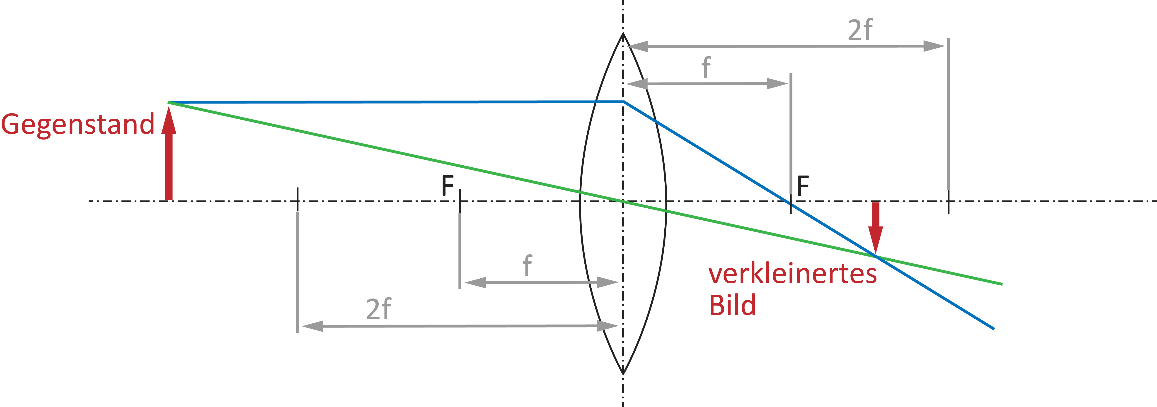 2f
f
Gegenstand
F
F
f
verkleinertes
Bild
2f